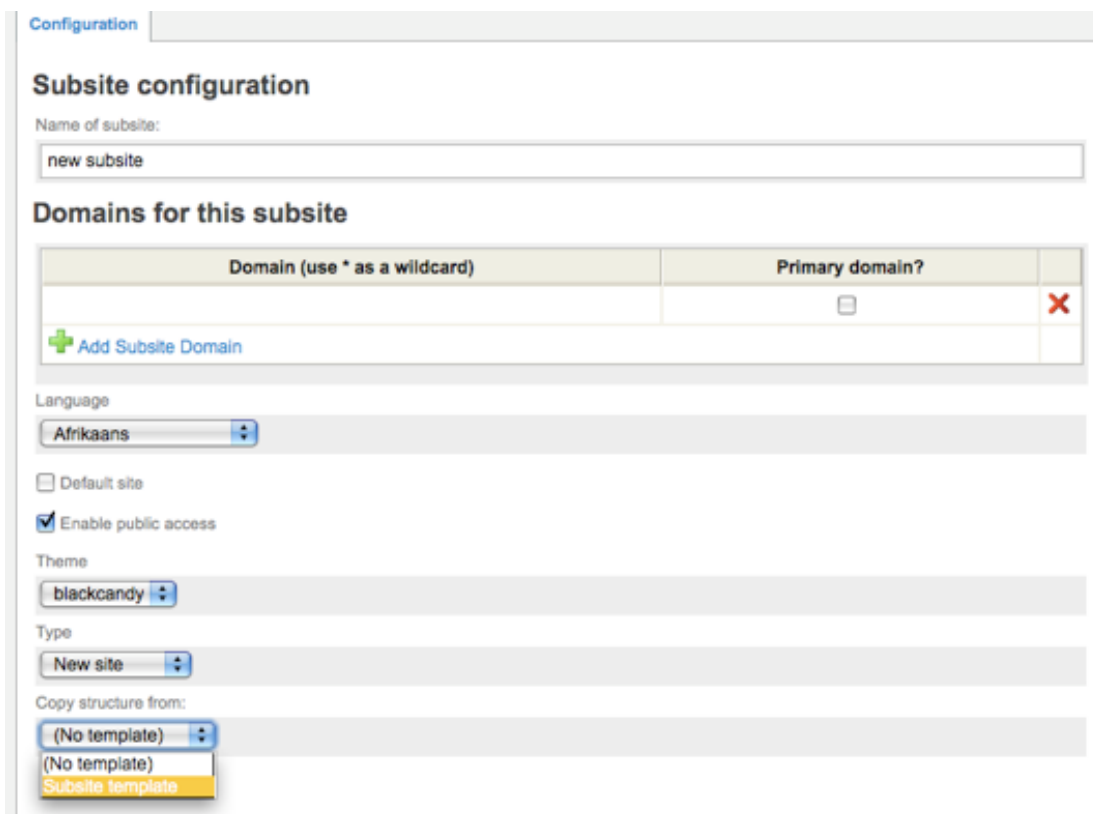 Configuration
Subsite configuration
Name of subsite:
new subsite
Domains for this subsite
Domain (use * as a wildcard) Primary domain?
Add Subsite Domain
Language
Afrikaans
Default site
Enable public access
Theme
blackcandy
Type
New site
Copy structure from:
(No template)
(No template)
Subsite template